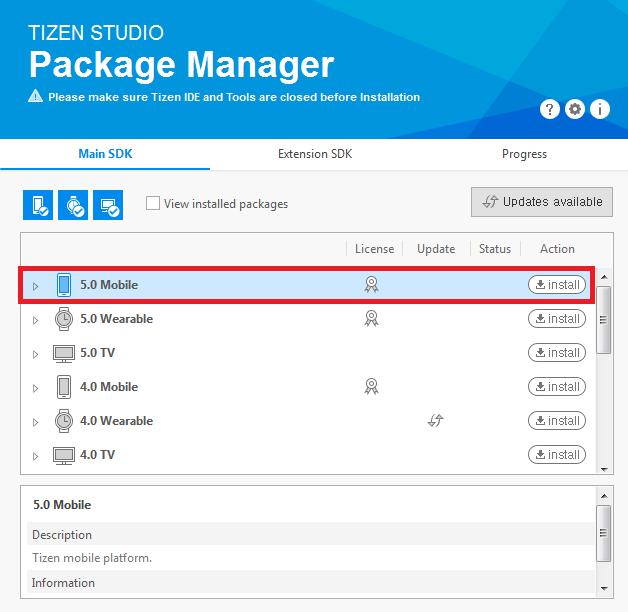 TIZEN STUDIO
Package Manager
Please make sure Tizen IDE and Tools are closed before Installation
? i
Main SDK Extension SDK Progress
View installed packages Updates available
License Update Status Action
5.0 Mobile install
5.0 Wearable install
5.0 TV install
4.0 Mobile install
4.0 Wearable install
4.0 TV install
5.0 Mobile
Description
Tizen mobile platform.
Information